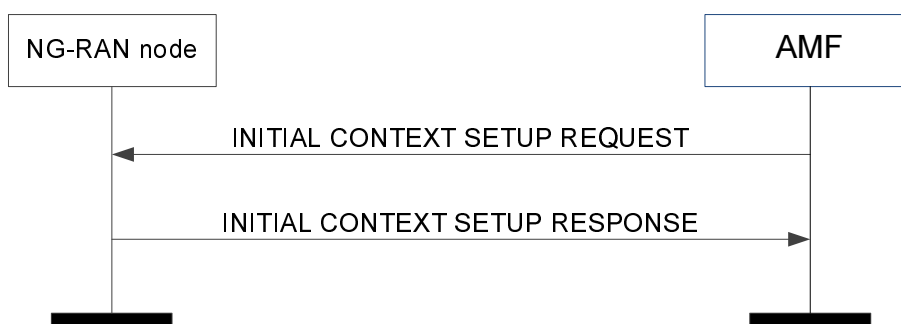 NG-RAN node
AMF
INITIAL CONTEXT SETUP REQUEST
INITIAL CONTEXT SETUP RESPONSE